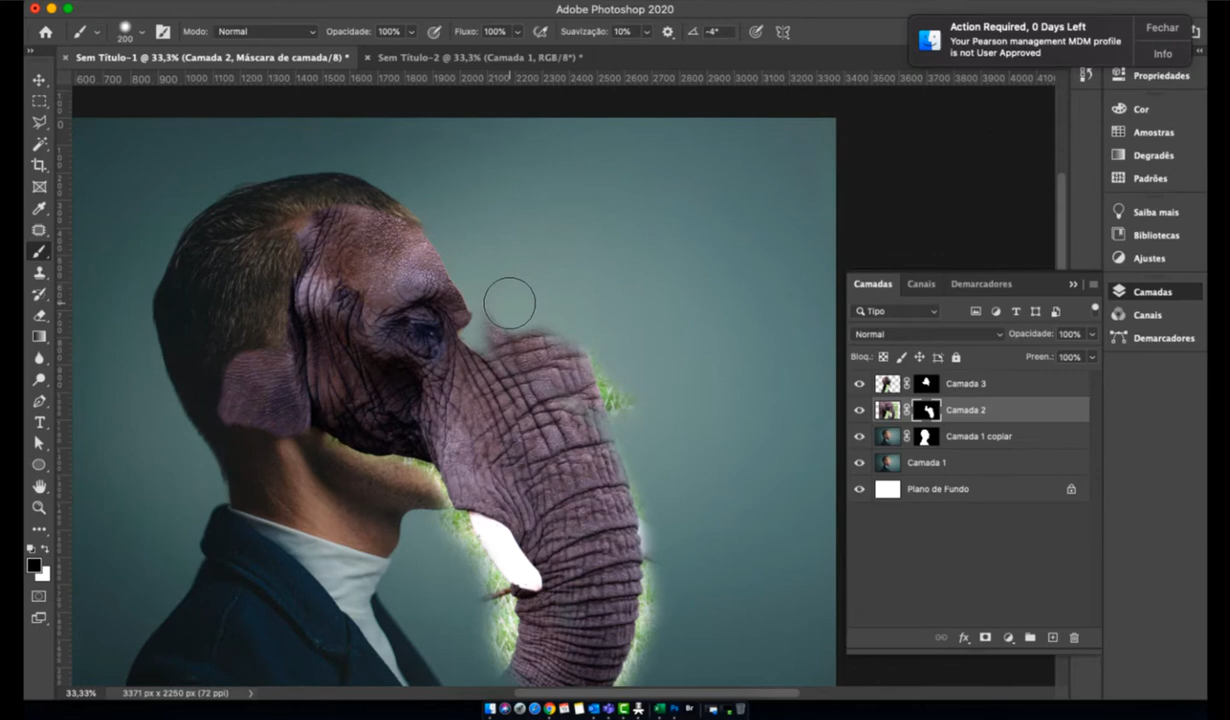 Adobe Photoshop 2020
Modo: Normal
Opacidade: 100%
Fluxo: 100%
Suavização: 10%
-4°
200
Action Required, 0 Days Left
Your Pearson management MDM profile
is not User Approved
Fechar
Info
Sem Título-1 @ 33,3% (Camada 2, Máscara de camada/8) *
Sem Título-2 @ 33,3% (Camada 1, RGB/8*) *
600 700 800 900 1000 1100 1200 1300 1400 1500 1600 1700 1800 1900 2000 2100 2200 2300 2400 2500 2600 2700 2800 2900 3000 3100 3200 3300 3400 3500 3600 3700 3800 3900 4000
Propriedades
Cor
Amostras
Degradês
Padrões
Saiba mais
Bibliotecas
Ajustes
Camadas
Canais
Demarcadores
Camadas
Canais
Demarcadores
Tipo
Normal
Opacidade: 100%
Bloq.:
Preen.: 100%
Camada 3
Camada 2
Camada 1 copiar
Camada 1
Plano de Fundo
fx
33,33%
3371 px x 2250 px (72 ppi)
Ps
Br